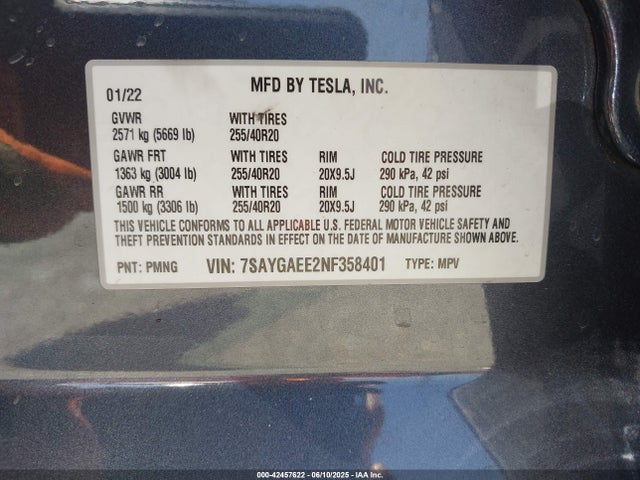 01/22 MFD BY TESLA, INC.
GVWR WITH TIRES
2571 kg (5669 lb) 255/40R20
GAWR FRT WITH TIRES RIM COLD TIRE PRESSURE
1363 kg (3004 lb) 255/40R20 20X9.5J 290 kPa, 42 psi
GAWR RR WITH TIRES RIM COLD TIRE PRESSURE
1500 kg (3306 lb) 255/40R20 20X9.5J 290 kPa, 42 psi
THIS VEHICLE CONFORMS TO ALL APPLICABLE U.S. FEDERAL MOTOR VEHICLE SAFETY AND
THEFT PREVENTION STANDARDS IN EFFECT ON THE DATE OF MANUFACTURE SHOWN ABOVE.
PNT: PMNG VIN: 7SAYGAEE2NF358401 TYPE: MPV
000-42457622 06/10/2025 IAA Inc.